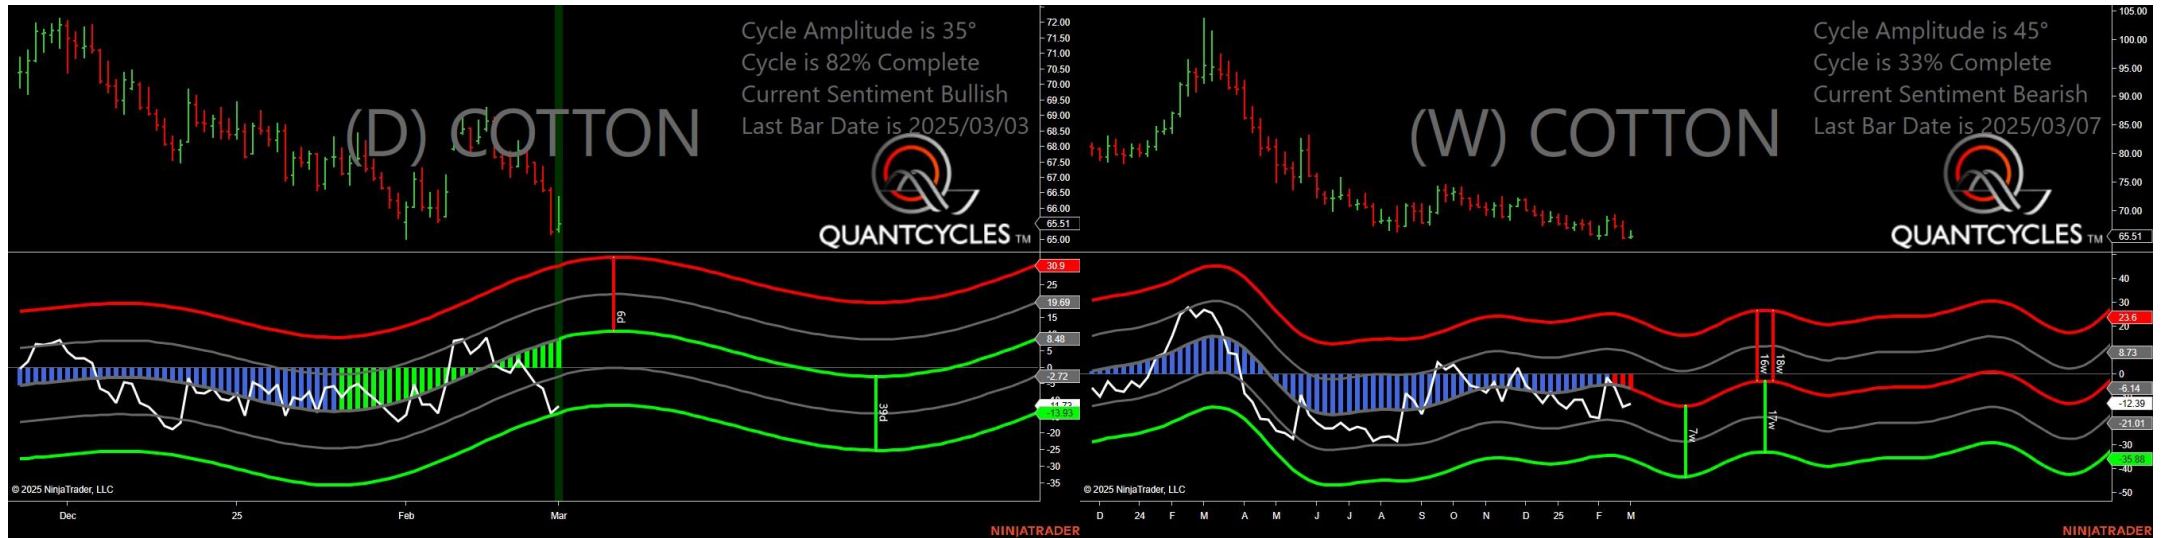 Cycle Amplitude is 35°
Cycle is 82% Complete
Current Sentiment Bullish
Last Bar Date is 2025/03/03
(D) COTTON
QUANTCYCLES TM
72.00
71.50
71.00
70.50
70.00
69.50
69.00
68.50
68.00
67.50
67.00
66.50
66.00
65.51
65.00
30.9
25
19.69
15
8.48
5
0
-2.72
-11.73
-13.93
-20
-25
-30
-35
6d
39d
© 2025 NinjaTrader, LLC
Dec
25
Feb
Mar
NINJATRADER
Cycle Amplitude is 45°
Cycle is 33% Complete
Current Sentiment Bearish
Last Bar Date is 2025/03/07
(W) COTTON
QUANTCYCLES TM
105.00
100.00
95.00
90.00
85.00
80.00
75.00
70.00
65.51
40
30
23.6
20
8.73
0
-6.14
-12.39
-21.01
-30
-35.88
-40
-50
16w
18w
7w
17w
© 2025 NinjaTrader, LLC
D
24
F
M
A
M
J
J
A
S
O
N
D
25
F
M
NINJATRADER